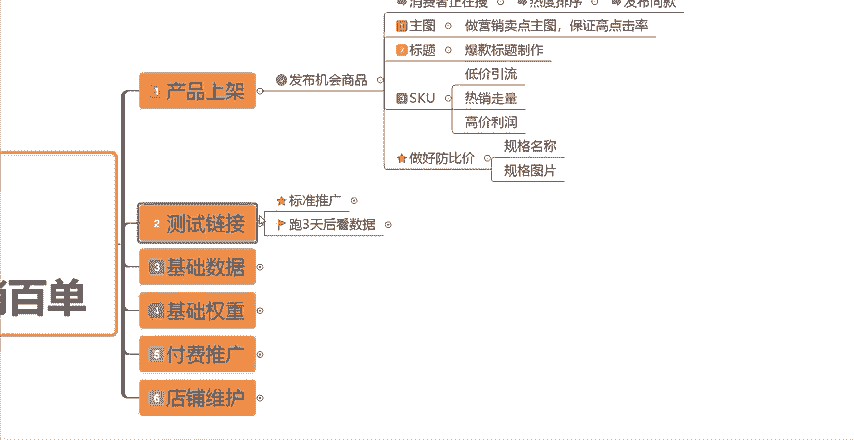 消费者正在搜 热度排序 发布同款
主图 做营销卖点主图，保证高点击率
标题 爆款标题制作
低价引流
1 产品上架 发布机会商品 SKU 热销走量
高价利润
做好防比价 规格名称
规格图片
标准推广
2 测试链接
跑3天后看数据
3 基础数据
百单
4 基础权重
5 付费推广
6 店铺维护